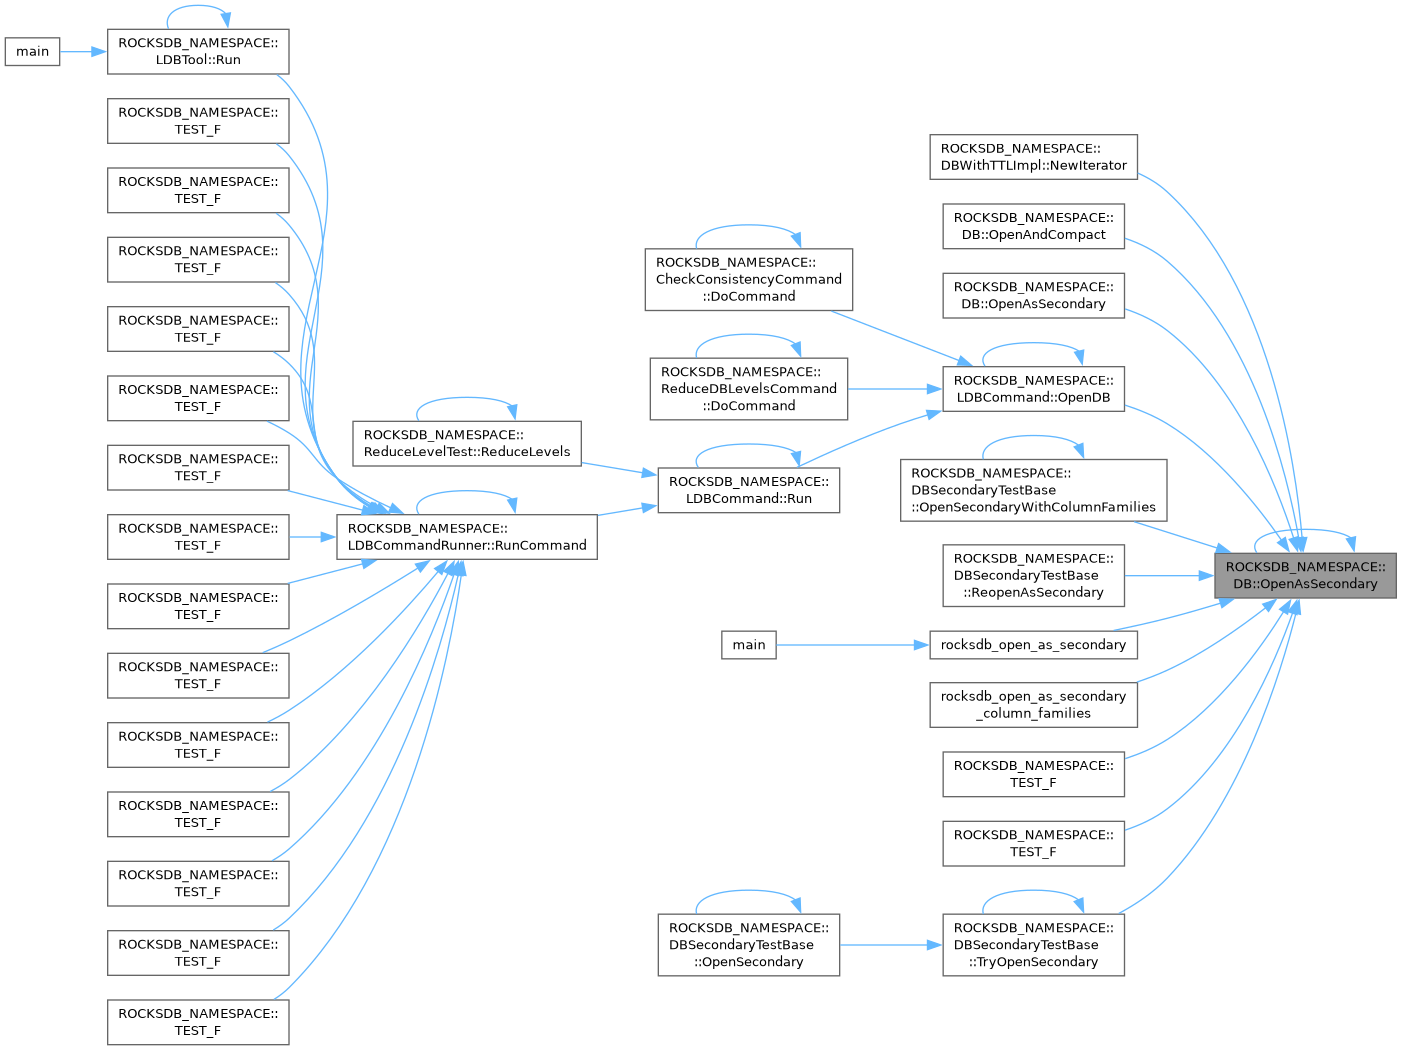 main
ROCKSDB_NAMESPACE::
LDBTool::Run
ROCKSDB_NAMESPACE::
TEST_F
ROCKSDB_NAMESPACE::
TEST_F
ROCKSDB_NAMESPACE::
TEST_F
ROCKSDB_NAMESPACE::
TEST_F
ROCKSDB_NAMESPACE::
TEST_F
ROCKSDB_NAMESPACE::
TEST_F
ROCKSDB_NAMESPACE::
TEST_F
ROCKSDB_NAMESPACE::
TEST_F
ROCKSDB_NAMESPACE::
TEST_F
ROCKSDB_NAMESPACE::
TEST_F
ROCKSDB_NAMESPACE::
TEST_F
ROCKSDB_NAMESPACE::
TEST_F
ROCKSDB_NAMESPACE::
TEST_F
ROCKSDB_NAMESPACE::
TEST_F
ROCKSDB_NAMESPACE::
ReduceLevelTest::ReduceLevels
ROCKSDB_NAMESPACE::
LDBCommandRunner::RunCommand
ROCKSDB_NAMESPACE::
CheckConsistencyCommand
::DoCommand
ROCKSDB_NAMESPACE::
ReduceDBLevelsCommand
::DoCommand
ROCKSDB_NAMESPACE::
LDBCommand::Run
main
ROCKSDB_NAMESPACE::
DBSecondaryTestBase
::OpenSecondary
ROCKSDB_NAMESPACE::
DBWithTTLImpl::NewIterator
ROCKSDB_NAMESPACE::
DB::OpenAndCompact
ROCKSDB_NAMESPACE::
DB::OpenAsSecondary
ROCKSDB_NAMESPACE::
LDBCommand::OpenDB
ROCKSDB_NAMESPACE::
DBSecondaryTestBase
::OpenSecondaryWithColumnFamilies
ROCKSDB_NAMESPACE::
DBSecondaryTestBase
::ReopenAsSecondary
rocksdb_open_as_secondary
rocksdb_open_as_secondary
_column_families
ROCKSDB_NAMESPACE::
TEST_F
ROCKSDB_NAMESPACE::
TEST_F
ROCKSDB_NAMESPACE::
DBSecondaryTestBase
::TryOpenSecondary
ROCKSDB_NAMESPACE::
DB::OpenAsSecondary